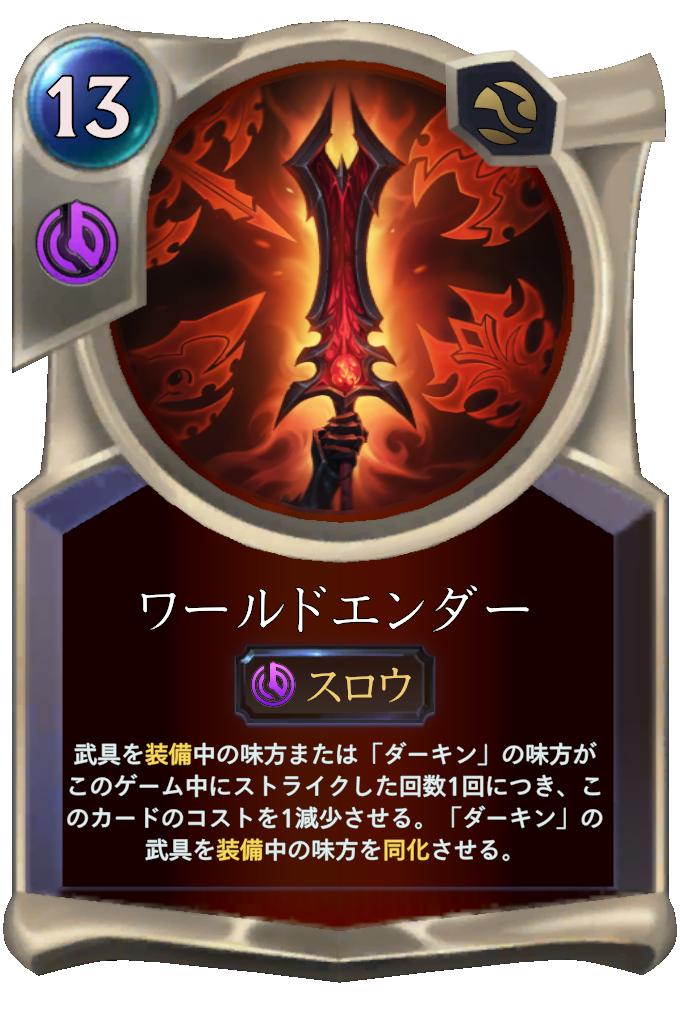 13
ワールドエンダー
スロウ
武具を装備中の味方または「ダーキン」の味方が
このゲーム中にストライクした回数1回につき、こ
のカードのコストを1減少させる。「ダーキン」の
武具を装備中の味方を同化させる。